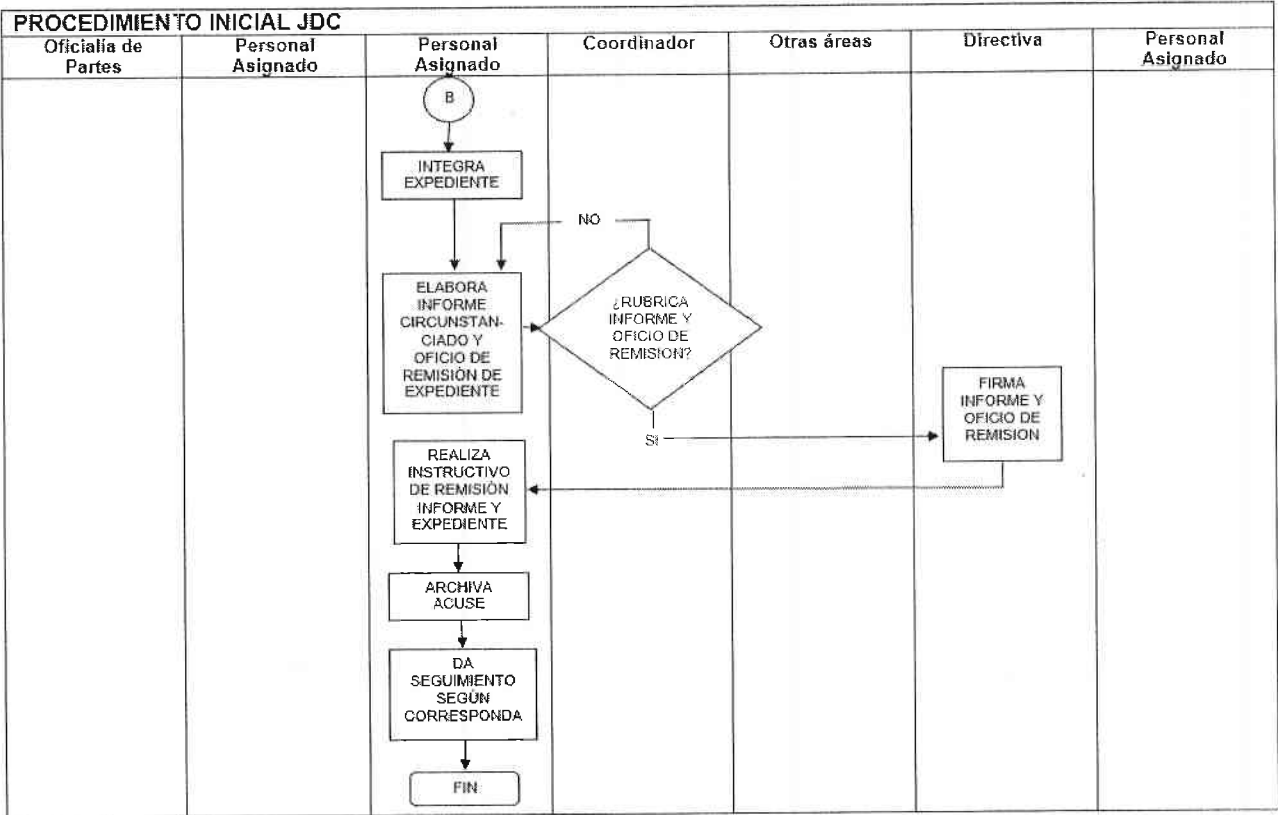 PROCEDIMIENTO INICIAL JDC
Oficialía de
Partes
Personal
Asignado
Personal
Asignado
Coordinador
Otras áreas
Directiva
Personal
Asignado
B
INTEGRA
EXPEDIENTE
NO
ELABORA
INFORME
CIRCUNSTAN-
CIADO Y
OFICIO DE
REMISIÓN DE
EXPEDIENTE
¿RUBRICA
INFORME Y
OFICIO DE
REMISION?
SI
FIRMA
INFORME Y
OFICIO DE
REMISION
REALIZA
INSTRUCTIVO
DE REMISIÓN
INFORME Y
EXPEDIENTE
ARCHIVA
ACUSE
DA
SEGUIMIENTO
SEGÚN
CORRESPONDA
FIN